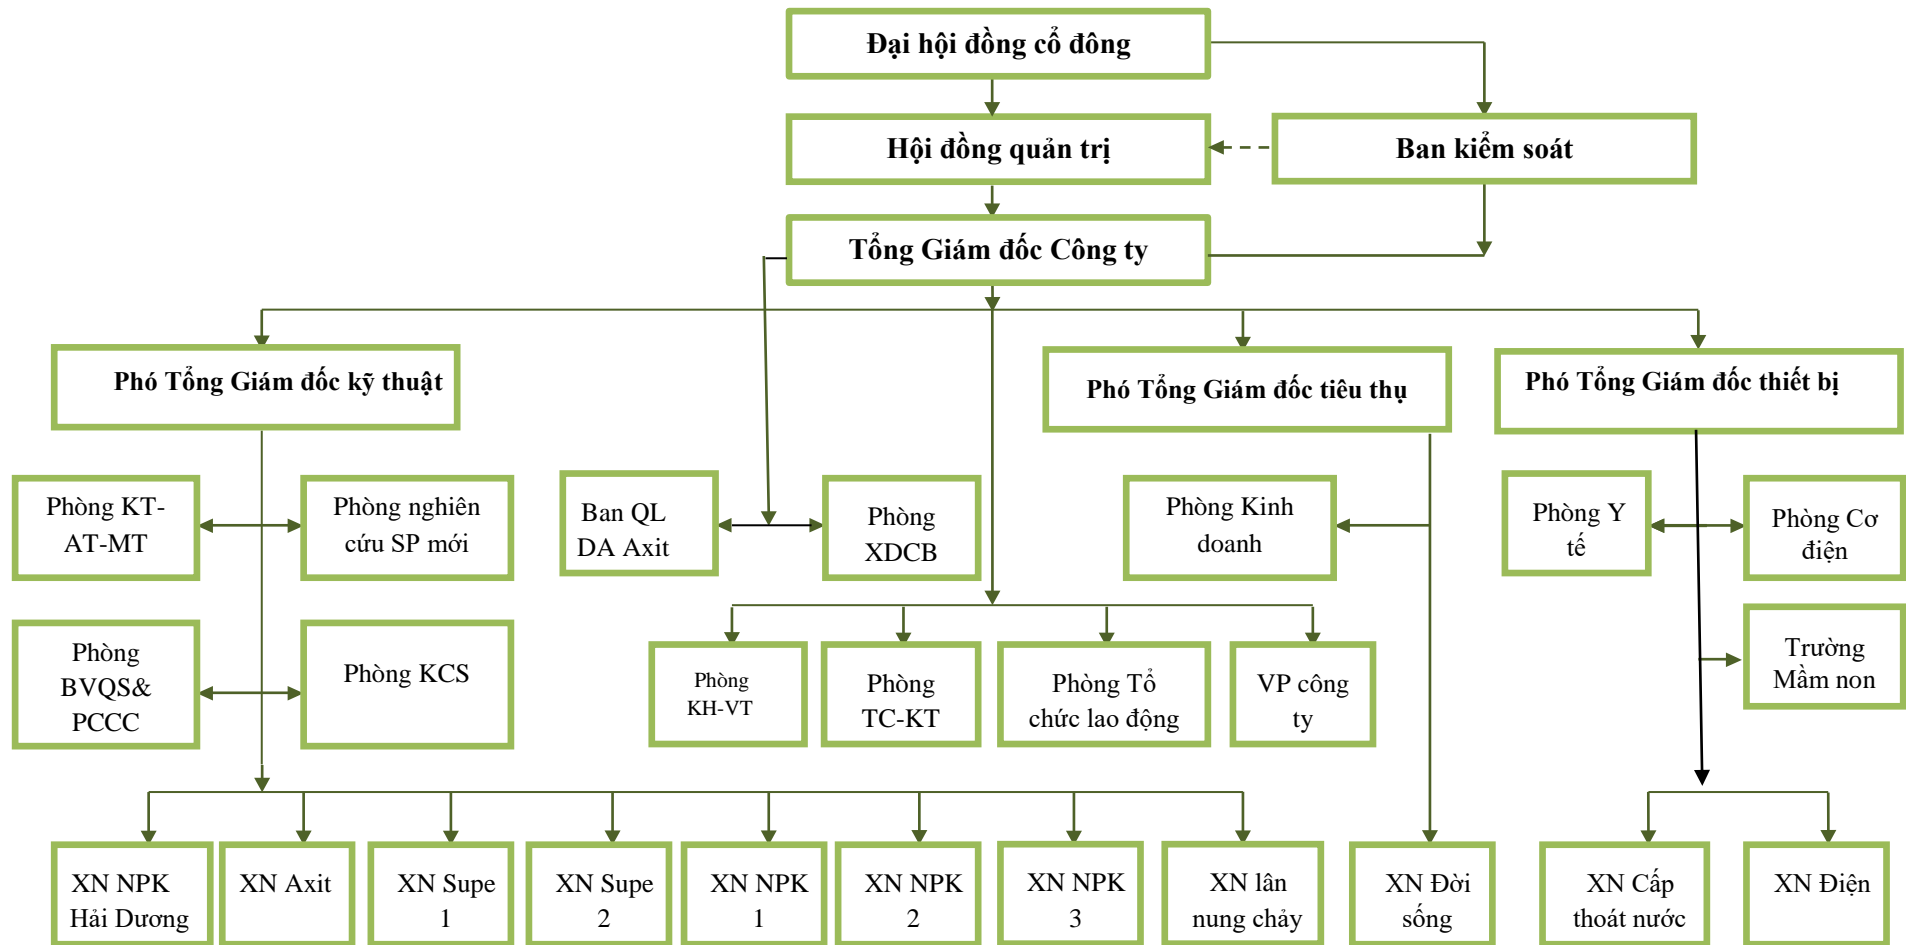 Đại hội đồng cổ đông
Hội đồng quản trị
Ban kiểm soát
Tổng Giám đốc Công ty
Phó Tổng Giám đốc kỹ thuật
Phó Tổng Giám đốc tiêu thụ
Phó Tổng Giám đốc thiết bị
Phòng KT-
AT-MT
Phòng nghiên
cứu SP mới
Ban QL
DA Axit
Phòng
XDCB
Phòng Kinh
doanh
Phòng Y
tế
Phòng Cơ
điện
Phòng
BVQS&
PCCC
Phòng KCS
Phòng
KH-VT
Phòng
TC-KT
Phòng Tổ
chức lao động
VP công
ty
Trường
Mầm non
XN NPK
Hải Dương
XN Axit
XN Supe
1
XN Supe
2
XN NPK
1
XN NPK
2
XN NPK
3
XN lân
nung chảy
XN Đời
sống
XN Cấp
thoát nước
XN Điện